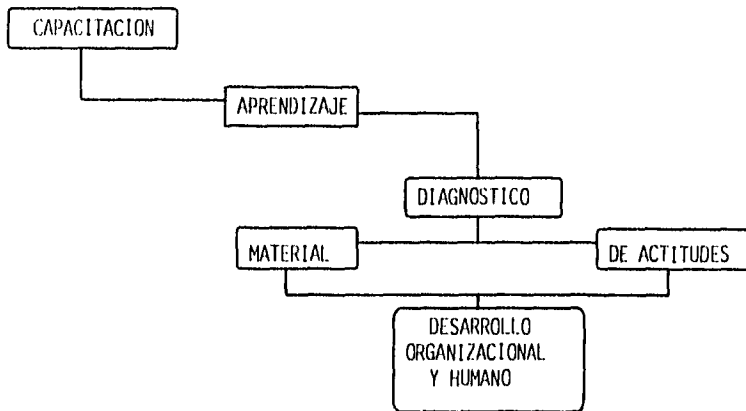 CAPACITACION
APRENDIZAJE
DIAGNOSTICO
MATERIAL
DE ACTITUDES
DESARROLLO
ORGANIZACIONAL
Y HUMANO